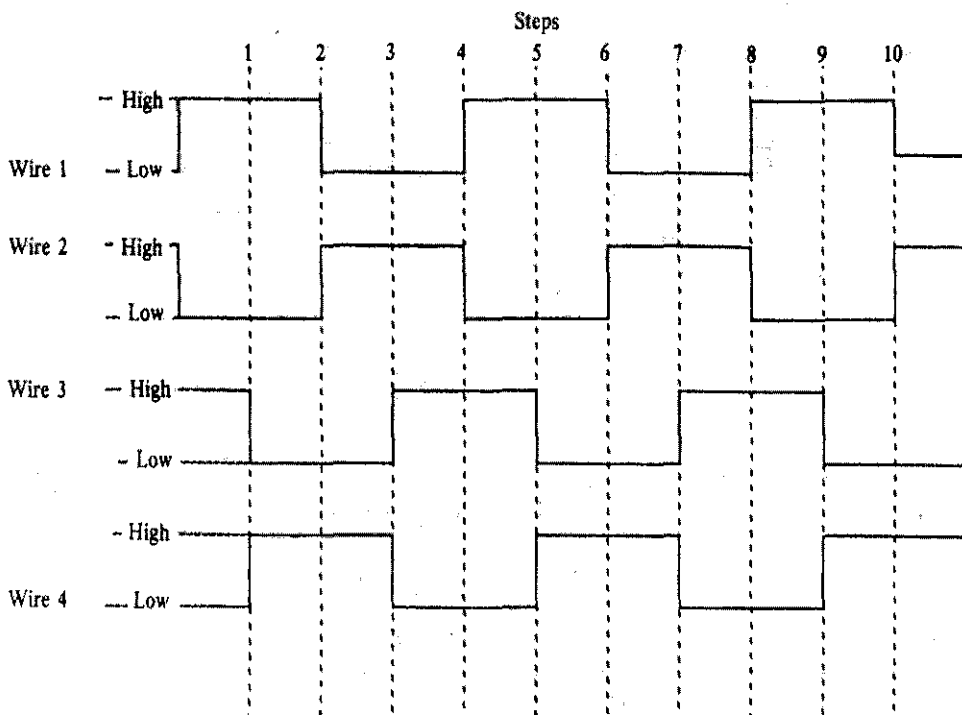 Steps
1 2 3 4 5 6 7 8 9 10
High
Wire 1 Low
Wire 2 High
Low
Wire 3 High
Low
High
Wire 4 Low